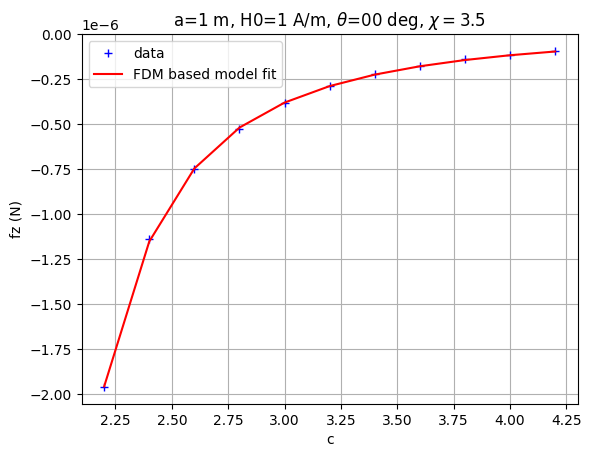 a=1 m, H0=1 A/m, θ=00 deg, χ = 3.5
1e−6
data
FDM based model fit
0.00
−0.25
−0.50
−0.75
−1.00
−1.25
−1.50
−1.75
−2.00
fz (N)
2.25 2.50 2.75 3.00 3.25 3.50 3.75 4.00 4.25
c